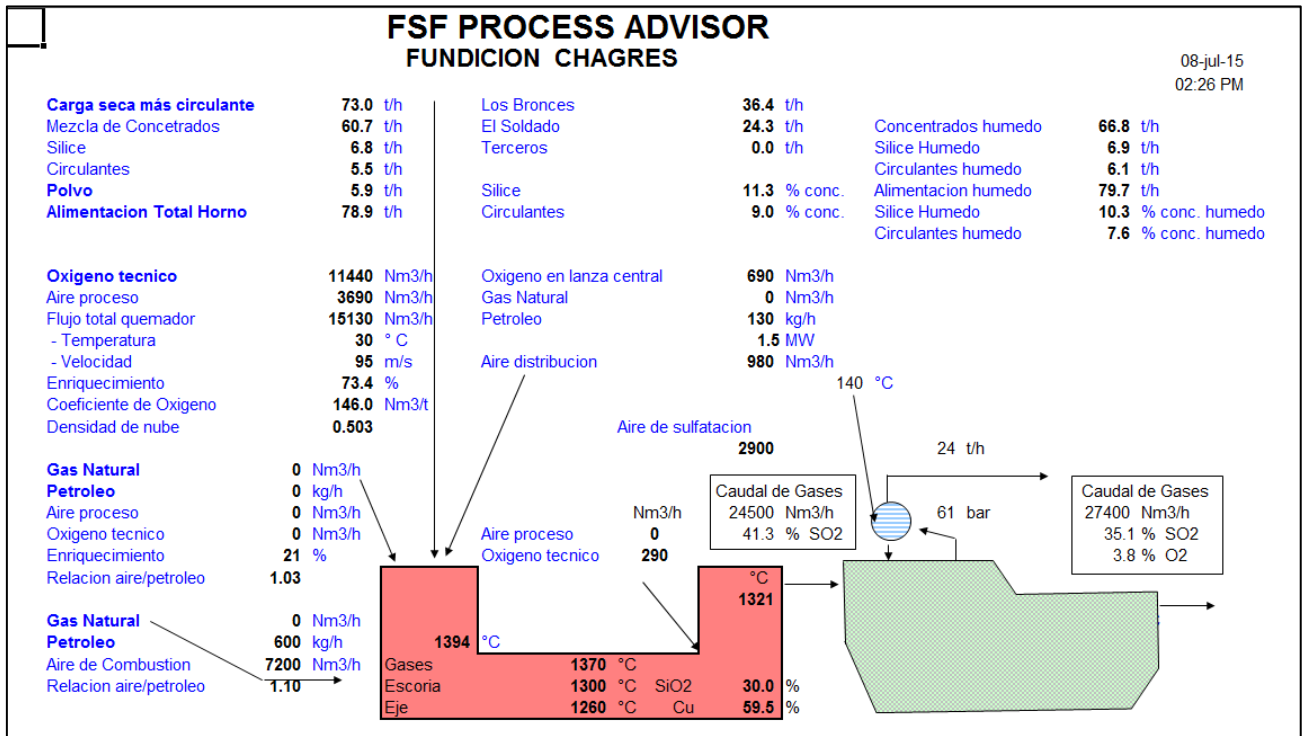 FSF PROCESS ADVISOR
FUNDICION CHAGRES
08-jul-15
02:26 PM
Carga seca más circulante 73.0 t/h Los Bronces 36.4 t/h
Mezcla de Concetrados 60.7 t/h El Soldado 24.3 t/h Concentrados humedo 66.8 t/h
Silice 6.8 t/h Terceros 0.0 t/h Silice Humedo 6.9 t/h
Circulantes 5.5 t/h Circulantes humedo 6.1 t/h
Polvo 5.9 t/h Silice 11.3 % conc. Alimentacion humedo 79.7 t/h
Alimentacion Total Horno 78.9 t/h Circulantes 9.0 % conc. Silice Humedo 10.3 % conc. humedo
Circulantes humedo 7.6 % conc. humedo
Oxigeno tecnico 11440 Nm3/h Oxigeno en lanza central 690 Nm3/h
Aire proceso 3690 Nm3/h Gas Natural 0 Nm3/h
Flujo total quemador 15130 Nm3/h Petroleo 130 kg/h
- Temperatura 30 ° C 1.5 MW
- Velocidad 95 m/s Aire distribucion 980 Nm3/h
Enriquecimiento 73.4 % 140 °C
Coeficiente de Oxigeno 146.0 Nm3/t
Densidad de nube 0.503 Aire de sulfatacion
2900 24 t/h
Gas Natural 0 Nm3/h
Petroleo 0 kg/h Caudal de Gases Caudal de Gases
Aire proceso 0 Nm3/h Nm3/h 24500 Nm3/h 61 bar 27400 Nm3/h
Oxigeno tecnico 0 Nm3/h Aire proceso 0 41.3 % SO2 35.1 % SO2
Enriquecimiento 21 % Oxigeno tecnico 290 3.8 % O2
Relacion aire/petroleo 1.03 °C
1321
Gas Natural 0 Nm3/h
Petroleo 600 kg/h 1394 °C
Aire de Combustion 7200 Nm3/h Gases 1370 °C
Relacion aire/petroleo 1.10 Escoria 1300 °C SiO2 30.0 %
Eje 1260 °C Cu 59.5 %